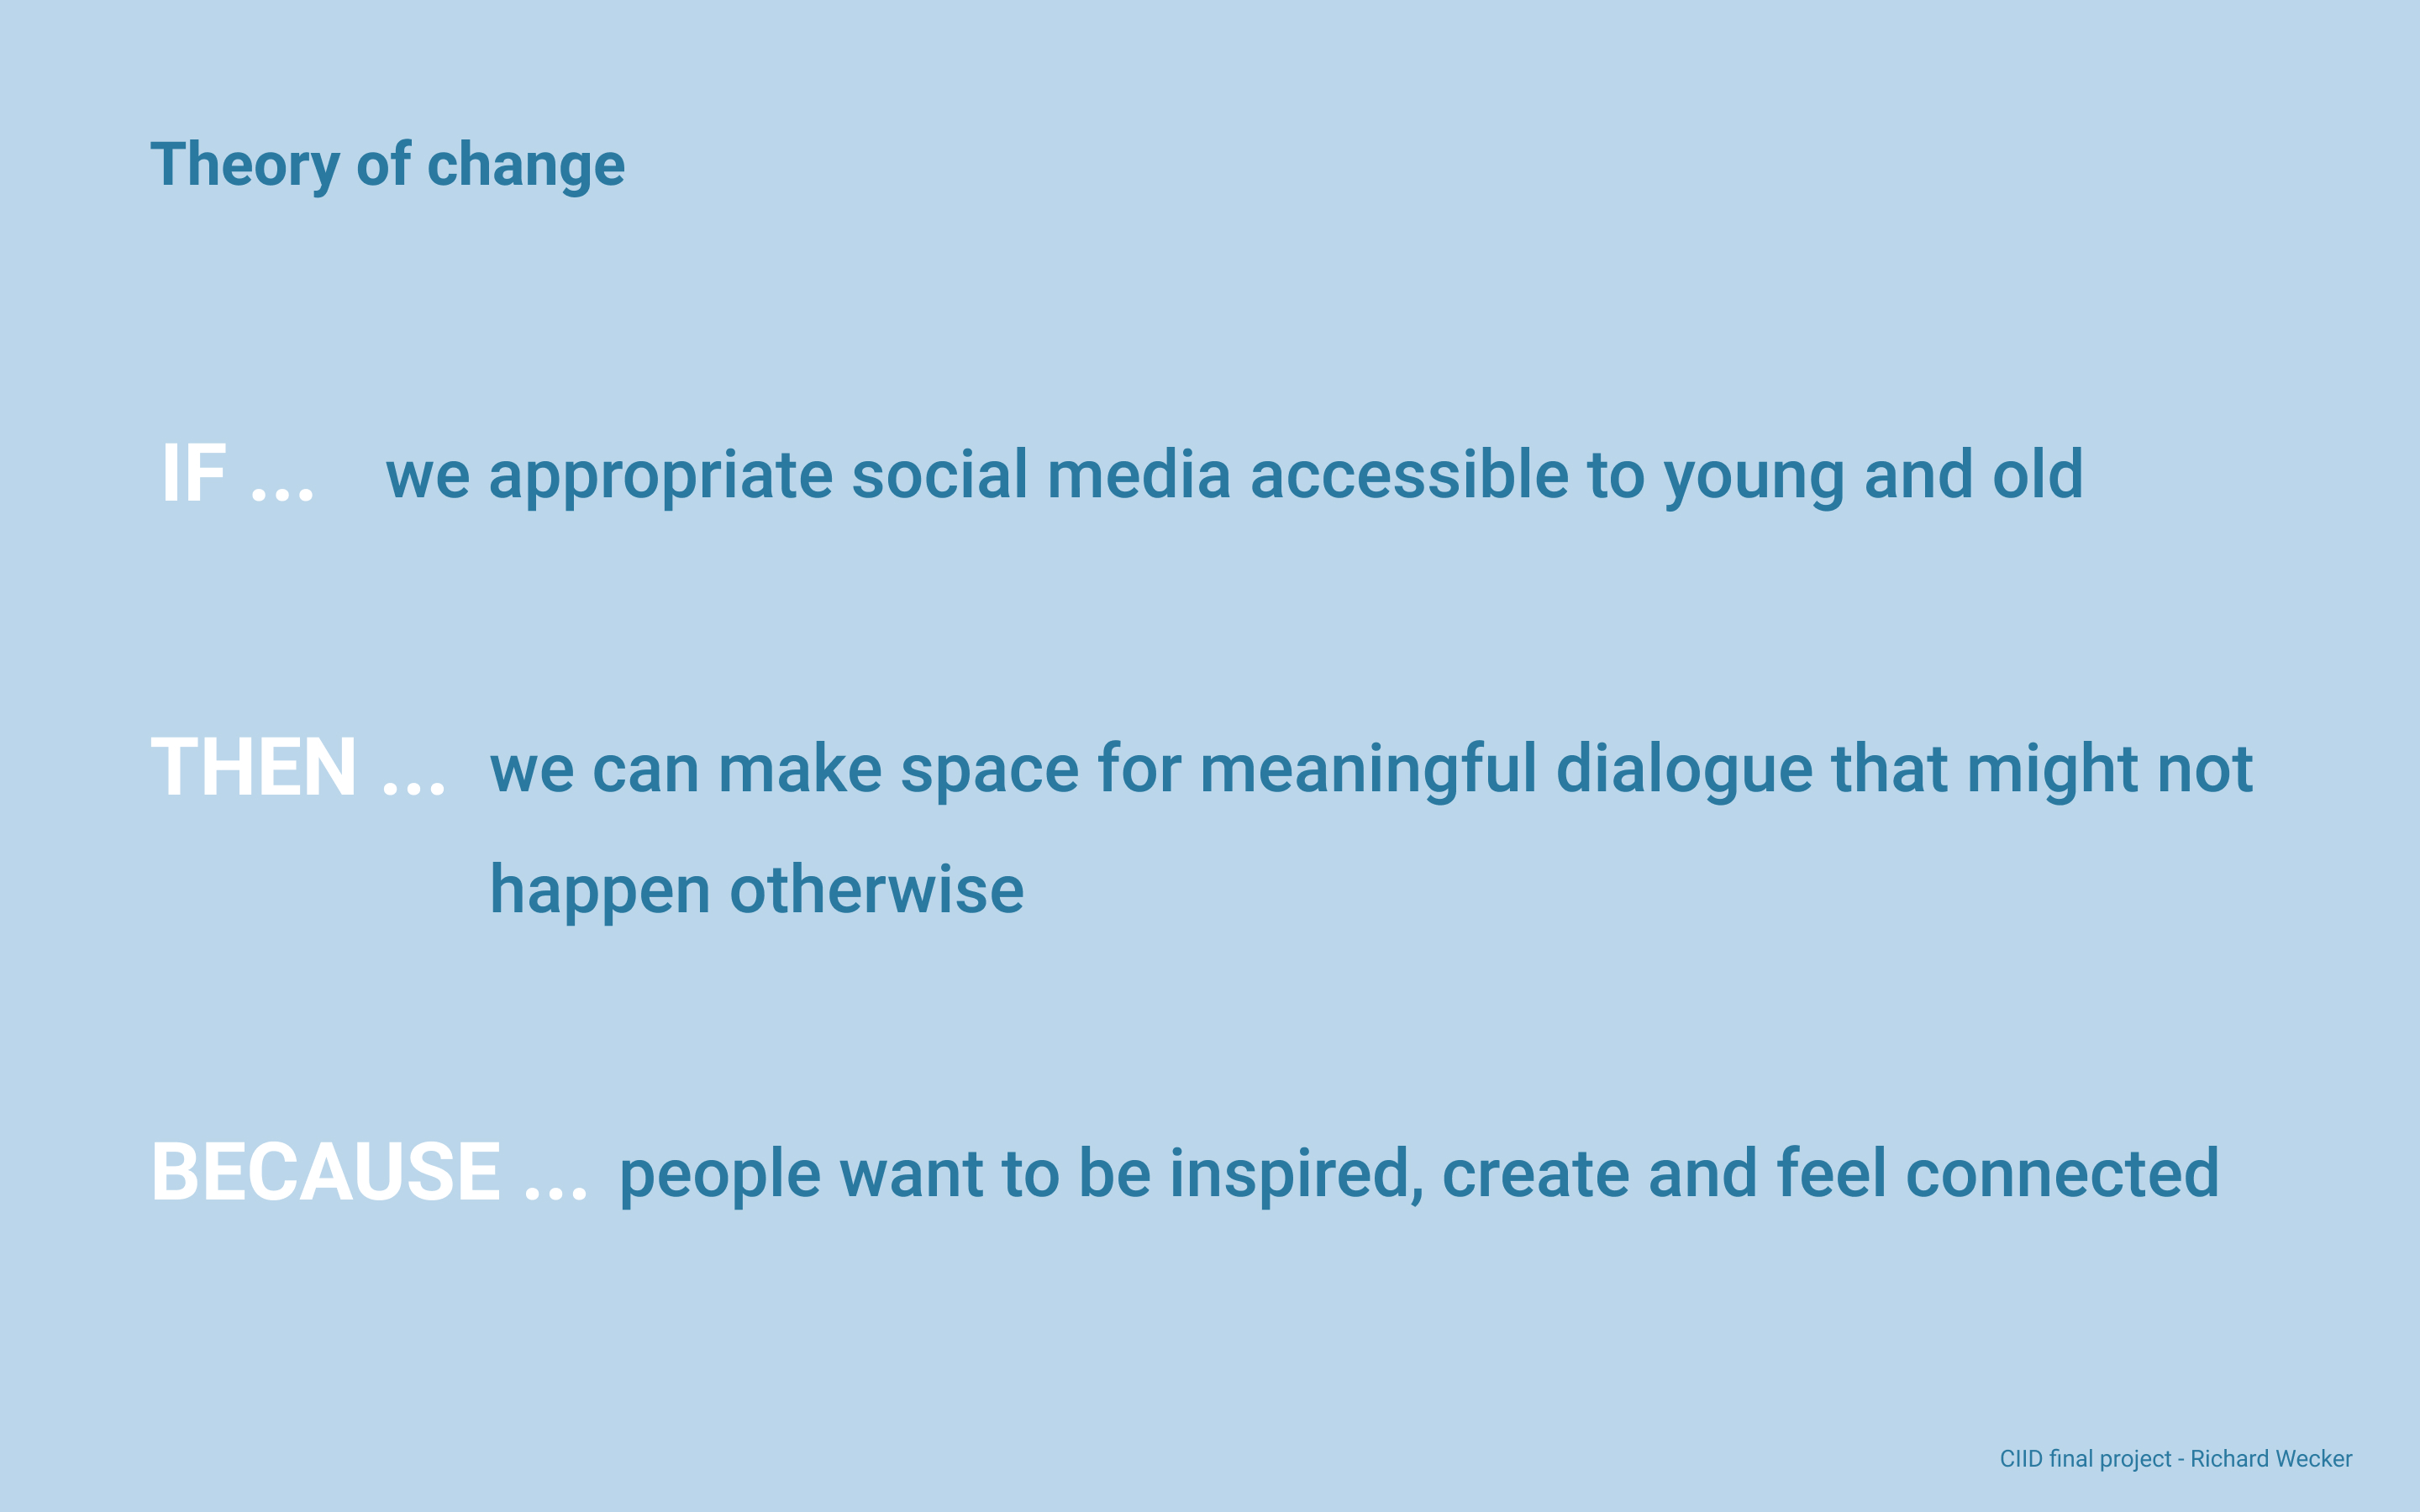 Theory of change
IF ... we appropriate social media accessible to young and old
THEN ... we can make space for meaningful dialogue that might not
happen otherwise
BECAUSE ... people want to be inspired, create and feel connected
CIID final project - Richard Wecker